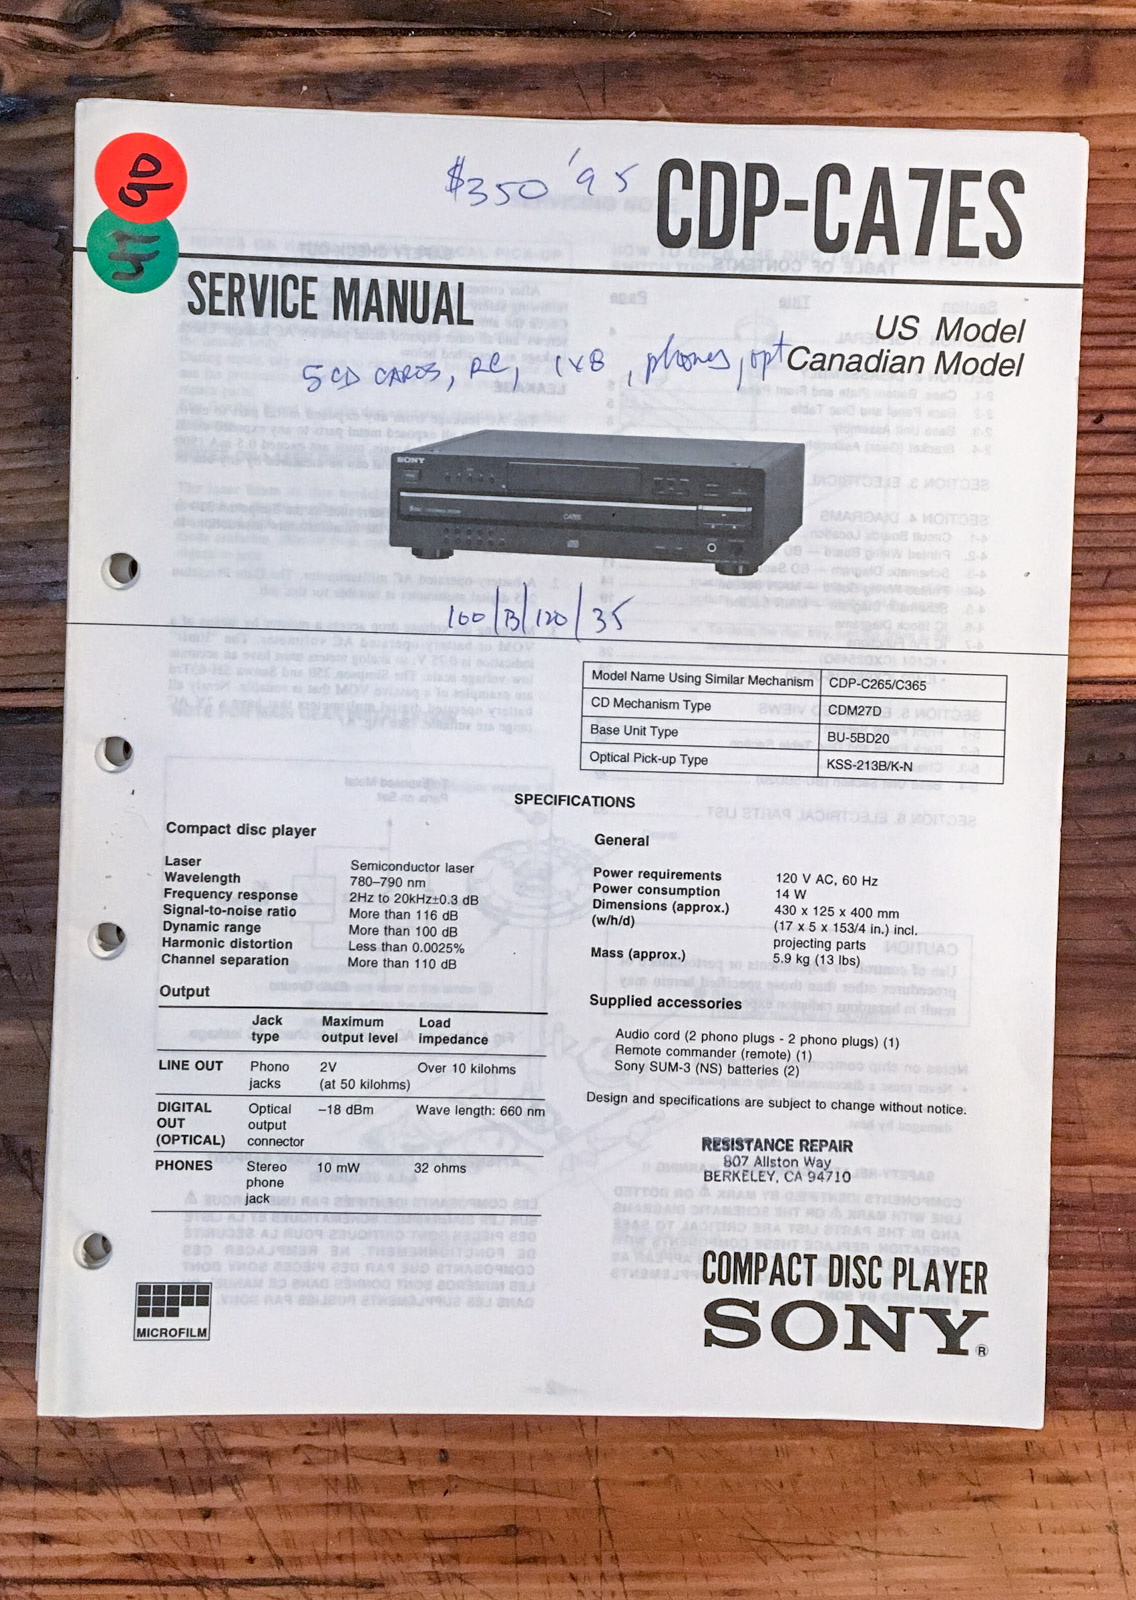 $350 '95
CDP-CA7ES
SERVICE MANUAL
US Model
Canadian Model
5 CD CAROS, RC, 1XB, phones, opt
SONY
CA7ES
100/B/120/35
Model Name Using Similar Mechanism CDP-C265/C365
CD Mechanism Type CDM27D
Base Unit Type BU-5BD20
Optical Pick-up Type KSS-213B/K-N
SPECIFICATIONS
Compact disc player
Laser Semiconductor laser
Wavelength 780–790 nm
Frequency response 2Hz to 20kHz±0.3 dB
Signal-to-noise ratio More than 116 dB
Dynamic range More than 100 dB
Harmonic distortion Less than 0.0025%
Channel separation More than 110 dB
Output
Jack type Maximum output level Load impedance
LINE OUT Phono jacks 2V (at 50 kilohms) Over 10 kilohms
DIGITAL OUT (OPTICAL) Optical output connector –18 dBm Wave length: 660 nm
PHONES Stereo phone jack 10 mW 32 ohms
General
Power requirements 120 V AC, 60 Hz
Power consumption 14 W
Dimensions (approx.) 430 x 125 x 400 mm
(w/h/d) (17 x 5 x 153/4 in.) incl.
projecting parts
Mass (approx.) 5.9 kg (13 lbs)
Supplied accessories
Audio cord (2 phono plugs - 2 phono plugs) (1)
Remote commander (remote) (1)
Sony SUM-3 (NS) batteries (2)
Design and specifications are subject to change without notice.
RESISTANCE REPAIR
807 Allston Way
BERKELEY, CA 94710
MICROFILM
COMPACT DISC PLAYER
SONY®